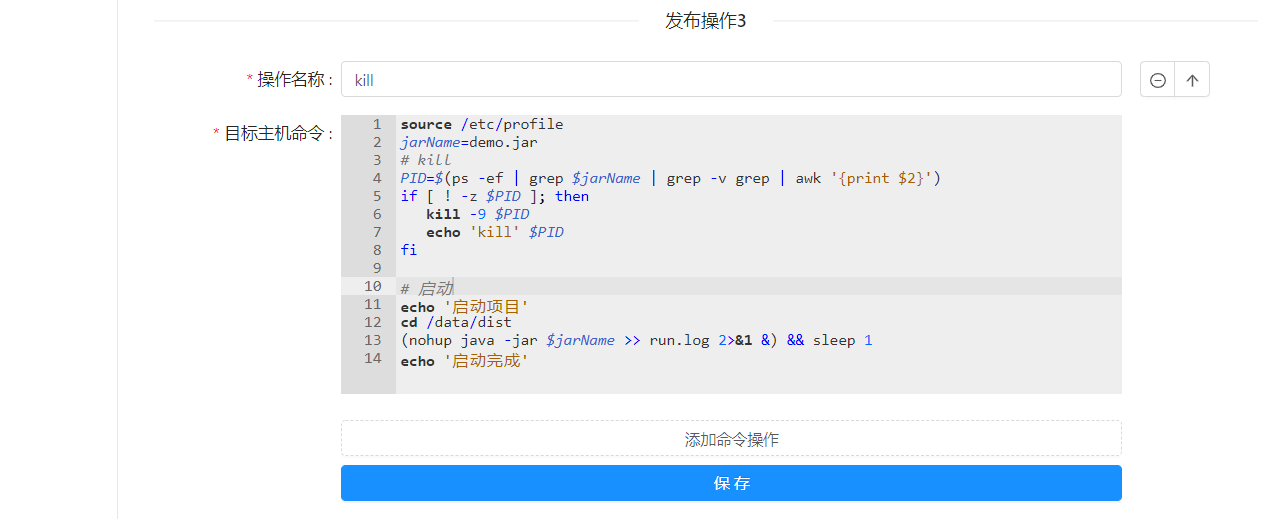 发布操作3
* 操作名称 : kill
* 目标主机命令 :
1 source /etc/profile
2 jarName=demo.jar
3 # kill
4 PID=$(ps -ef | grep $jarName | grep -v grep | awk '{print $2}')
5 if [ ! -z $PID ]; then
6 kill -9 $PID
7 echo 'kill' $PID
8 fi
9
10 # 启动
11 echo '启动项目'
12 cd /data/dist
13 (nohup java -jar $jarName >> run.log 2>&1 &) && sleep 1
14 echo '启动完成'
添加命令操作
保 存